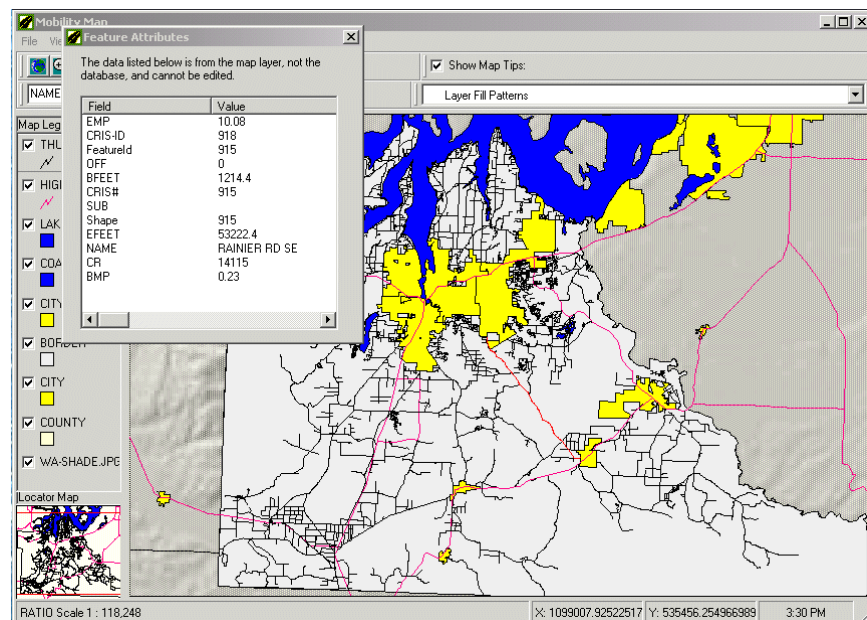 Mobility Map
Feature Attributes
File
The data listed below is from the map layer, not the
database, and cannot be edited.
Show Map Tips:
NAME
Layer Fill Patterns
Field Value
EMP 10.08
CRIS-ID 918
FeatureId 915
OFF 0
BFEET 1214.4
CRIS# 915
SUB
Shape 915
EFEET 53222.4
NAME RAINIER RD SE
CR 14115
BMP 0.23
Map Leg
THU
HIG
LAK
COA
CITY
BORDER
CITY
COUNTY
WA-SHADE.JPG
Locator Map
RATIO Scale 1 : 118,248
X: 1099007.92522517
Y: 535456.254966989
3:30 PM